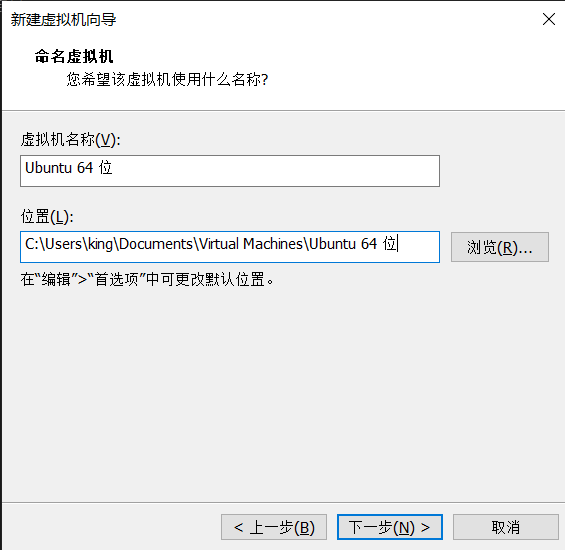 新建虚拟机向导
命名虚拟机
您希望该虚拟机使用什么名称?
虚拟机名称(V):
Ubuntu 64 位
位置(L):
C:\Users\king\Documents\Virtual Machines\Ubuntu 64 位
浏览(R)...
在“编辑”>“首选项”中可更改默认位置。
< 上一步(B)
下一步(N) >
取消